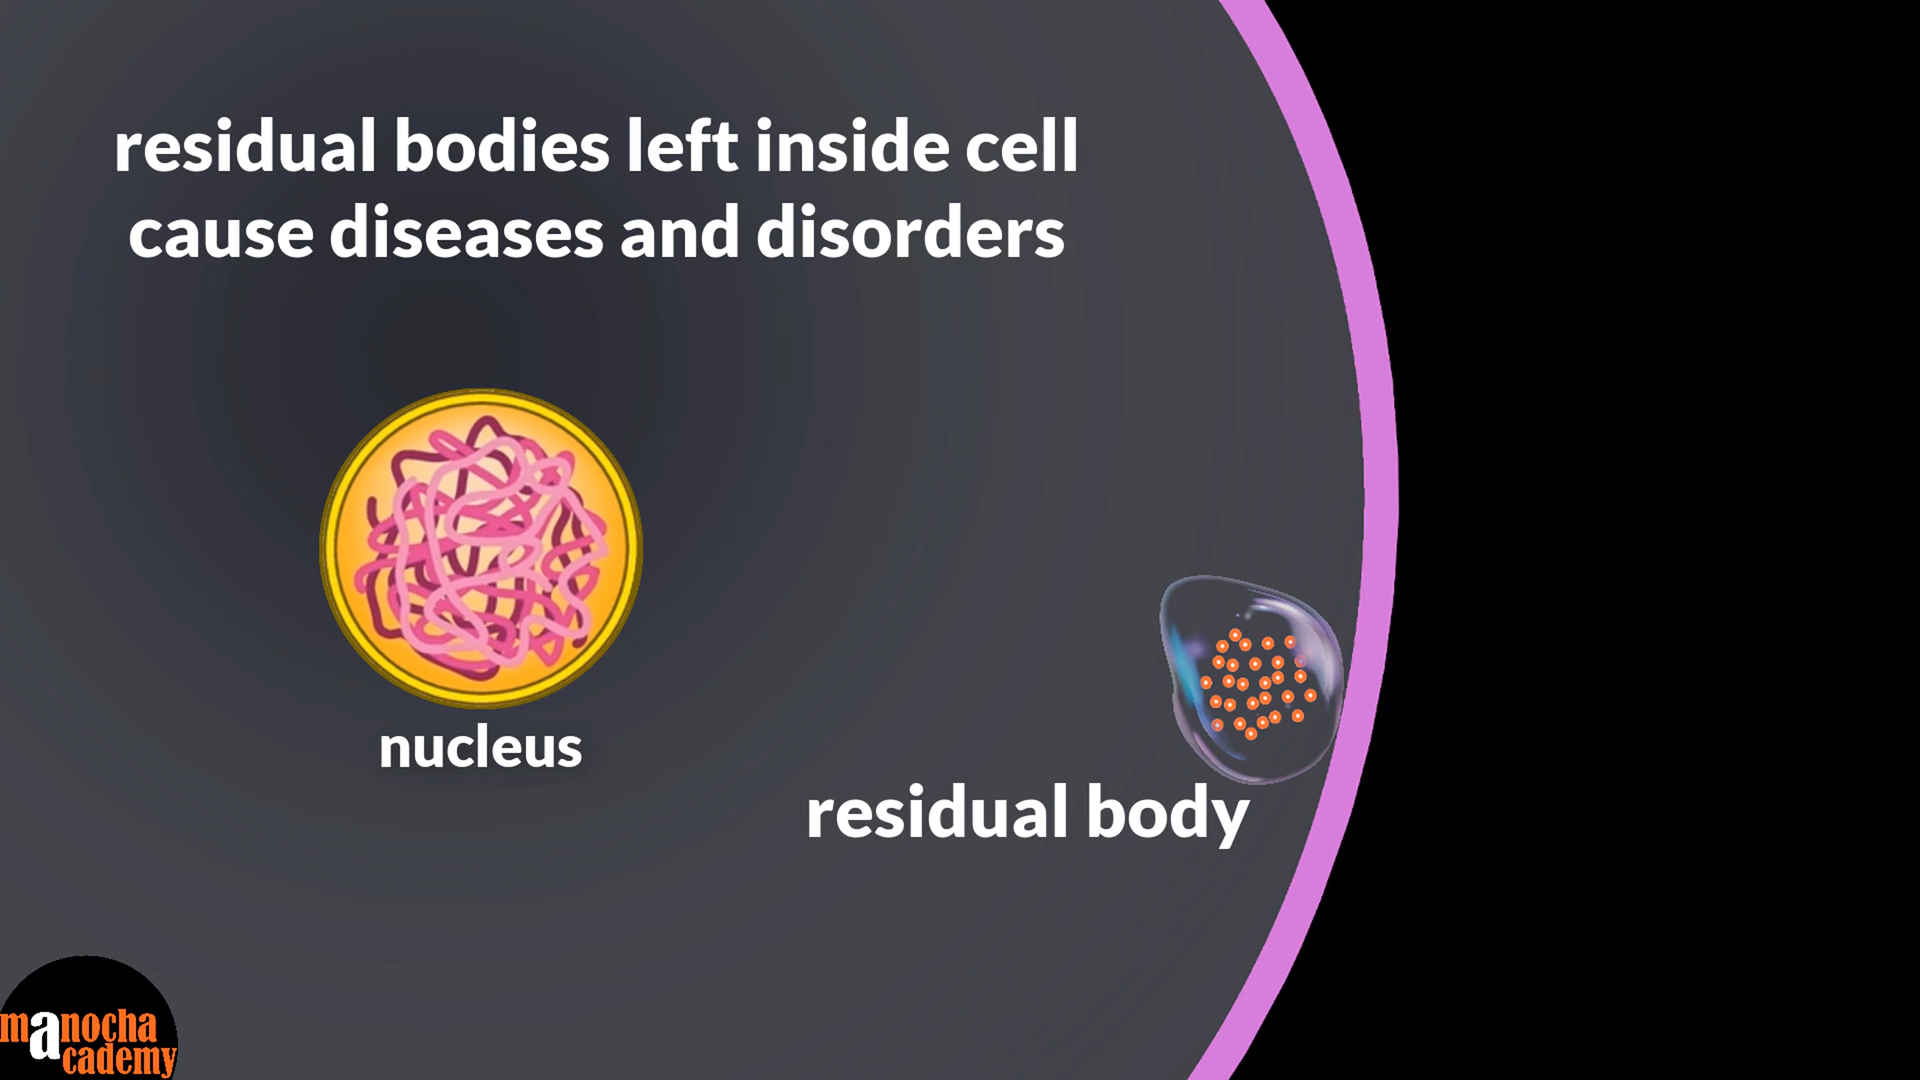 residual bodies left inside cell
cause diseases and disorders
nucleus
residual body
manocha
academy